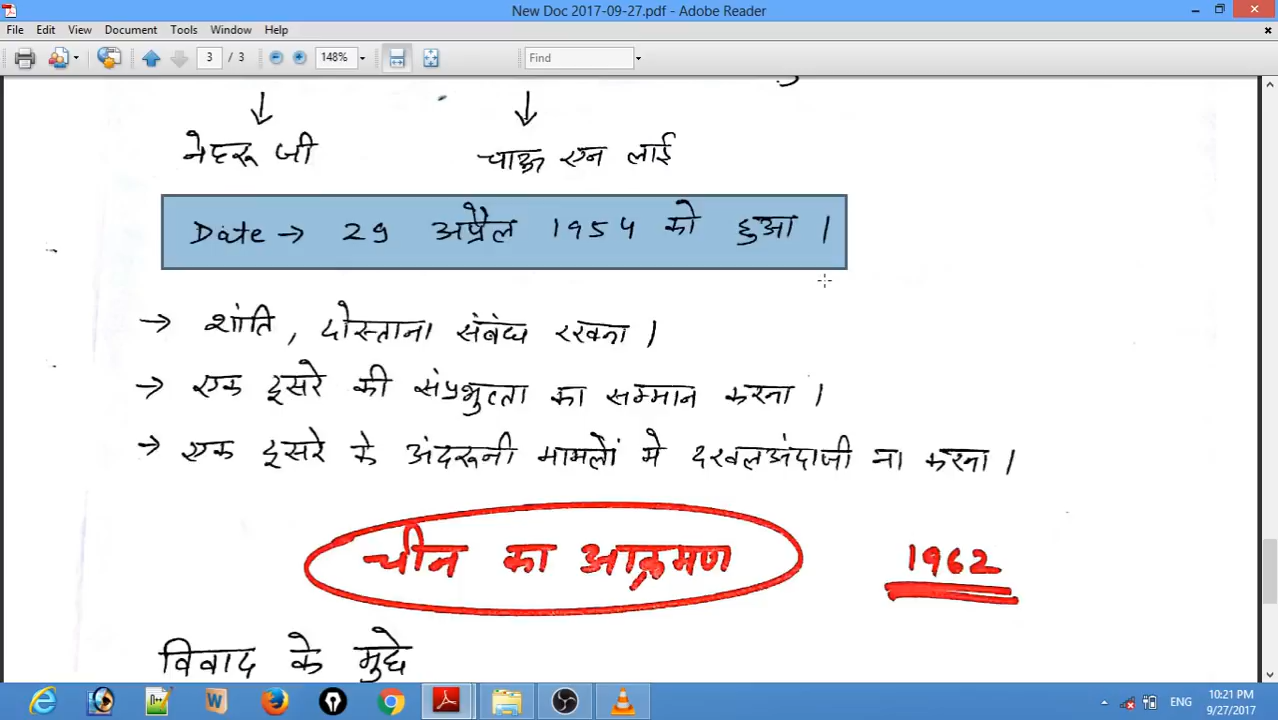 New Doc 2017-09-27.pdf - Adobe Reader
File Edit View Document Tools Window Help
3 / 3 148% Find
नेहरू जी चाऊ एन लाई
Date → 29 अप्रैल 1954 को हुआ।
→ शांति, दोस्ताना संबंध रखना।
→ एक दूसरे की संप्रभुत्ता का सम्मान करना।
→ एक दूसरे के अंदरूनी मामलों मे दखलअंदाजी ना करना।
चीन का आक्रमण 1962
विवाद के मुद्दे
ENG 10:21 PM
9/27/2017